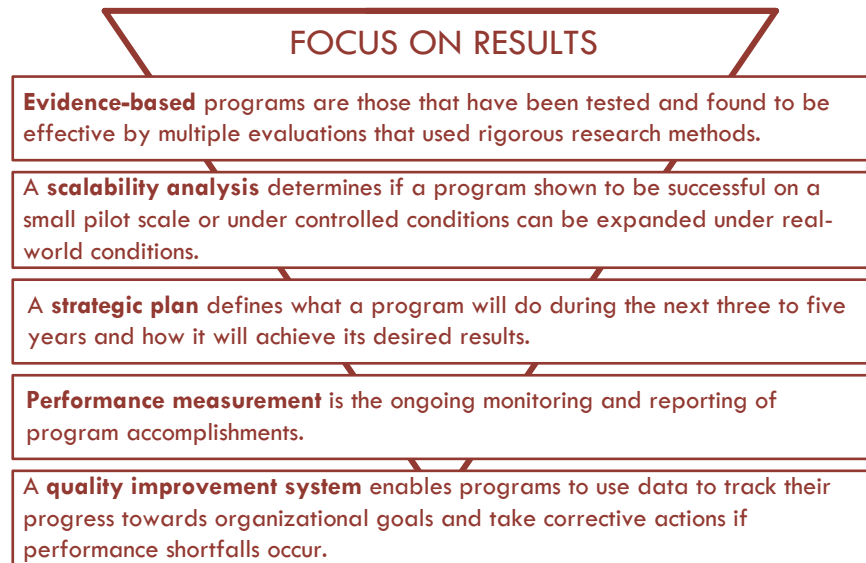 FOCUS ON RESULTS
Evidence-based programs are those that have been tested and found to be
effective by multiple evaluations that used rigorous research methods.
A scalability analysis determines if a program shown to be successful on a
small pilot scale or under controlled conditions can be expanded under real-
world conditions.
A strategic plan defines what a program will do during the next three to five
years and how it will achieve its desired results.
Performance measurement is the ongoing monitoring and reporting of
program accomplishments.
A quality improvement system enables programs to use data to track their
progress towards organizational goals and take corrective actions if
performance shortfalls occur.